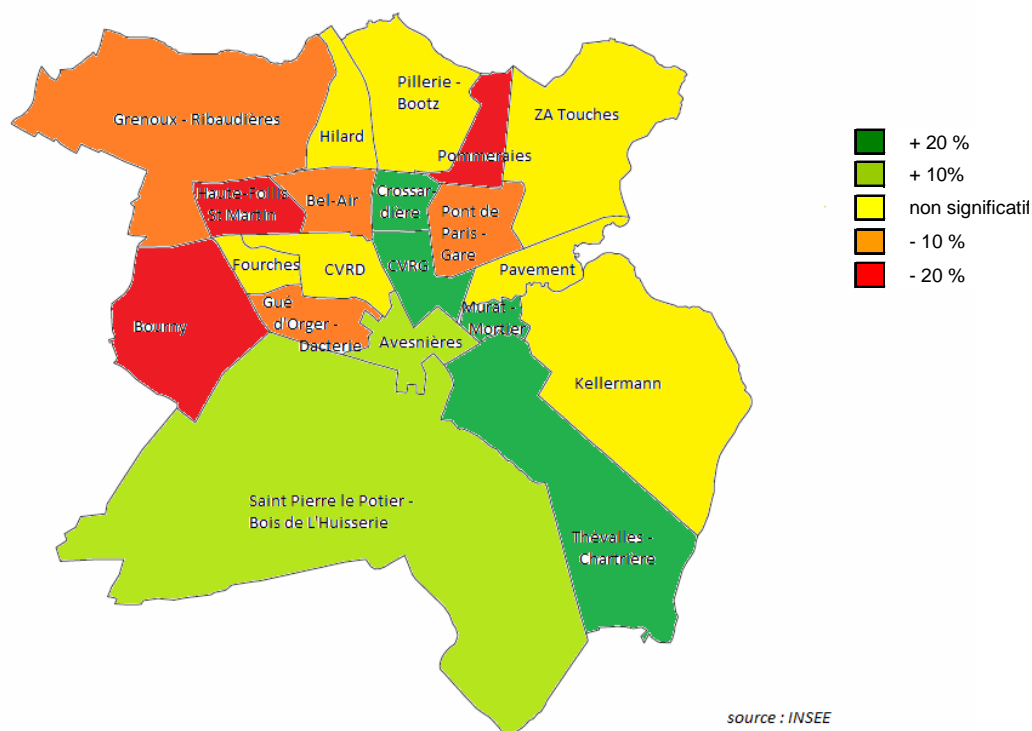 Pillerie -
Bootz
Grenoux - Ribaudières
ZA Touches
Hilard
Pommeraies
Haute-Follis
St Martin
Bel-Air
Crossar-
dière
Pont de
Paris -
Gare
Fourches
CVRD
CVRG
Pavement
Gué
d'Orger -
Dacterie
Murat -
Mortier
Bourny
Avesnières
Kellermann
Saint Pierre le Potier -
Bois de L'Huisserie
Thévalles -
Chartrière
+ 20 %
+ 10%
non significatif
- 10 %
- 20 %
source : INSEE